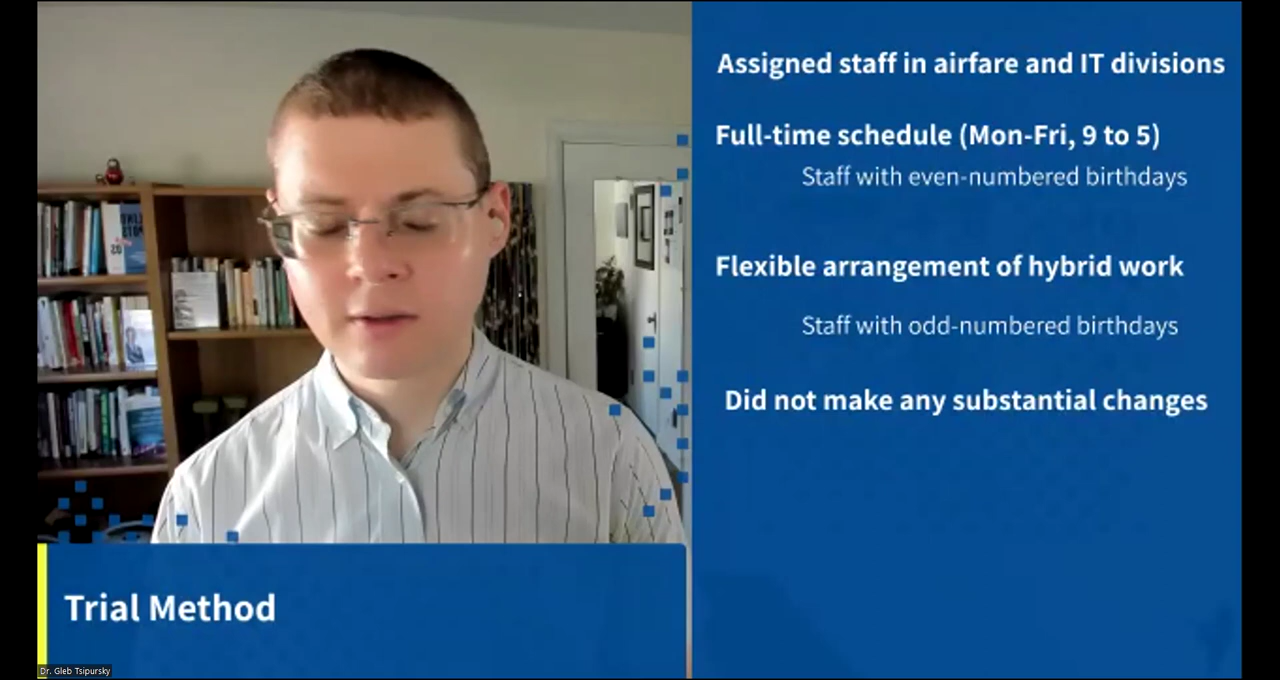 Assigned staff in airfare and IT divisions
Full-time schedule (Mon-Fri, 9 to 5)
Staff with even-numbered birthdays
Flexible arrangement of hybrid work
Staff with odd-numbered birthdays
Did not make any substantial changes
Trial Method
Dr. Gleb Tsipursky